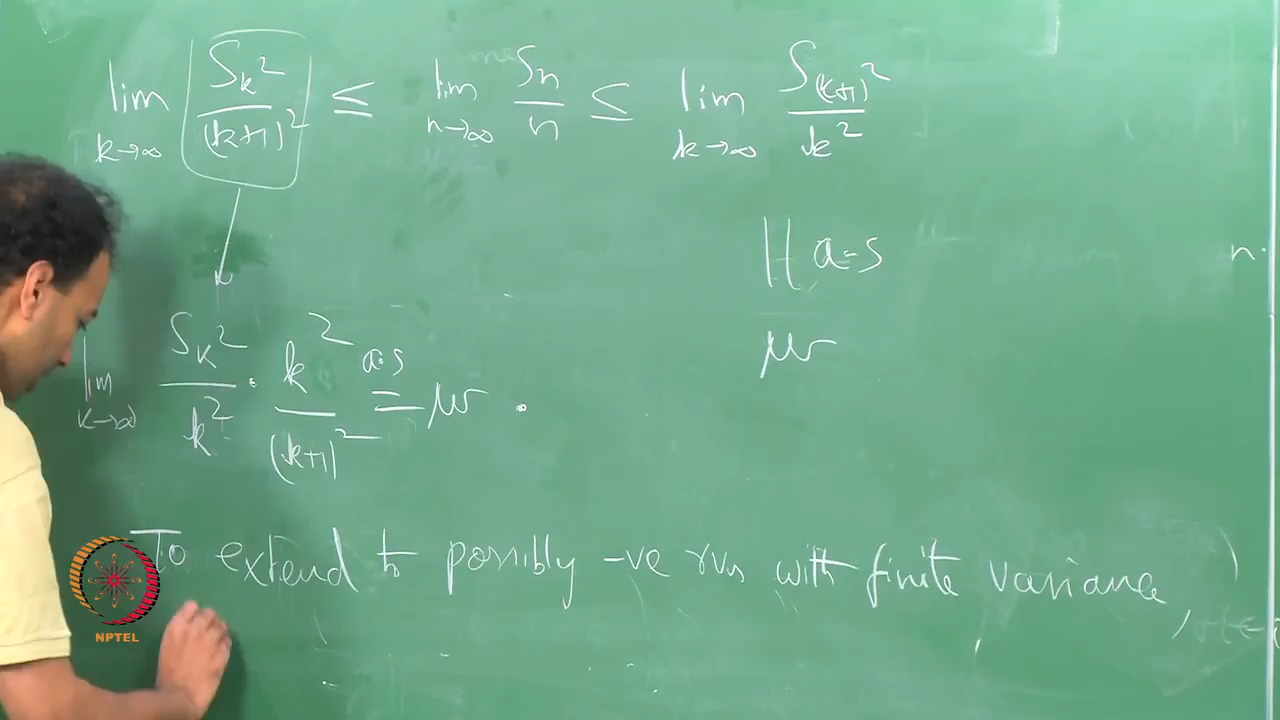 lim_{k→∞} S_{k²}/(k+1)² ≤ lim_{n→∞} S_n/n ≤ lim_{k→∞} S_{(k+1)²}/k²
|| a.s
n.
μ
lim_{k→∞} S_{k²}/k² · k²/(k+1)² a.s = μ .
To extend to possibly -ve rvs with finite variance,
NPTEL